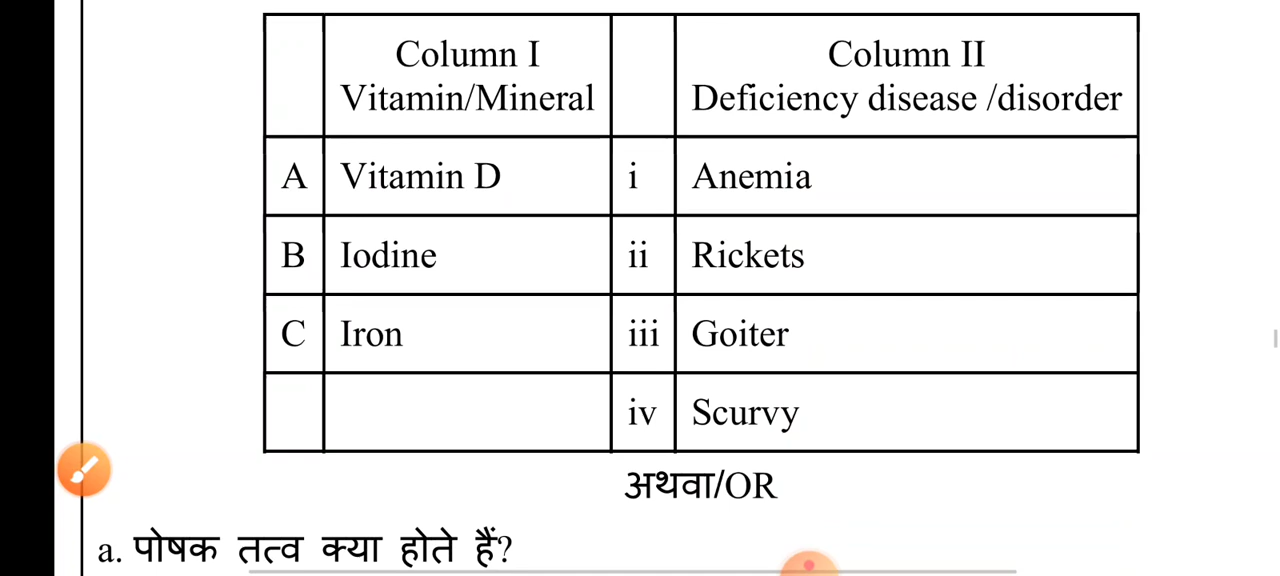 Column I Column II
Vitamin/Mineral Deficiency disease /disorder
A Vitamin D i Anemia
B Iodine ii Rickets
C Iron iii Goiter
iv Scurvy
अथवा/OR
a. पोषक तत्व क्या होते हैं?